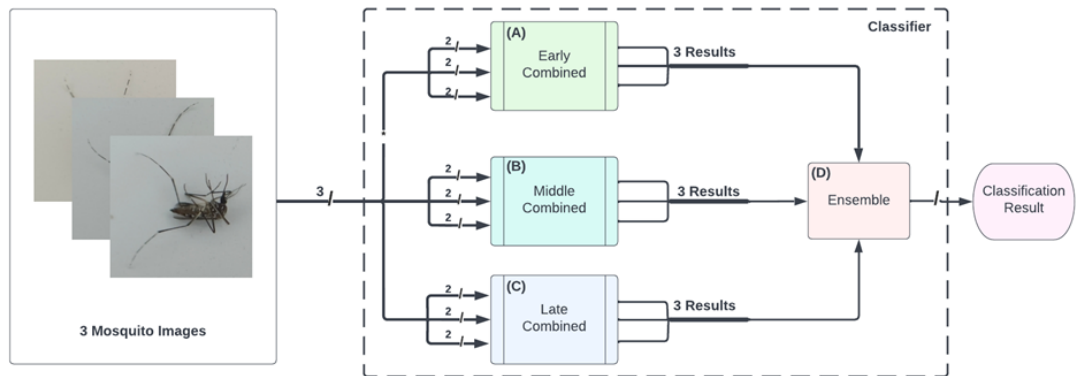 Classifier
(A)
Early
Combined
2
2
2
3 Results
(B)
Middle
Combined
2
2
2
3 Results
(C)
Late
Combined
2
2
2
3 Results
(D)
Ensemble
Classification
Result
3
3 Mosquito Images